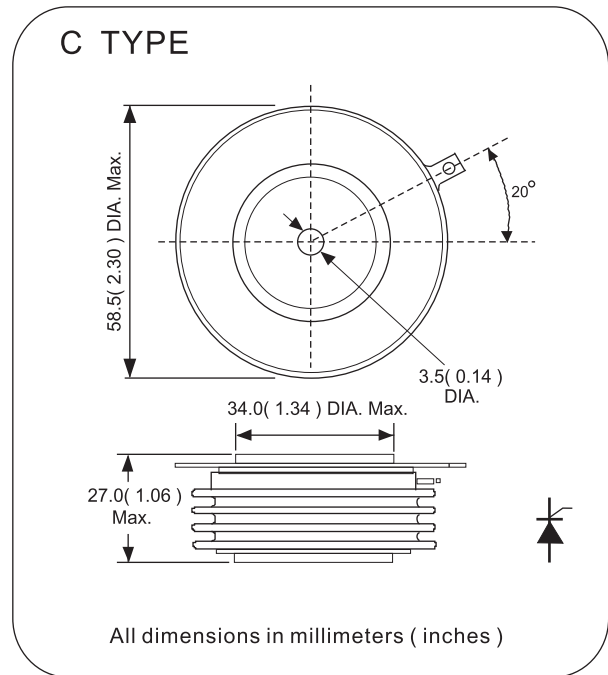 C TYPE
58.5( 2.30 ) DIA. Max.
20°
3.5( 0.14 )
DIA.
34.0( 1.34 ) DIA. Max.
27.0( 1.06 )
Max.
All dimensions in millimeters ( inches )